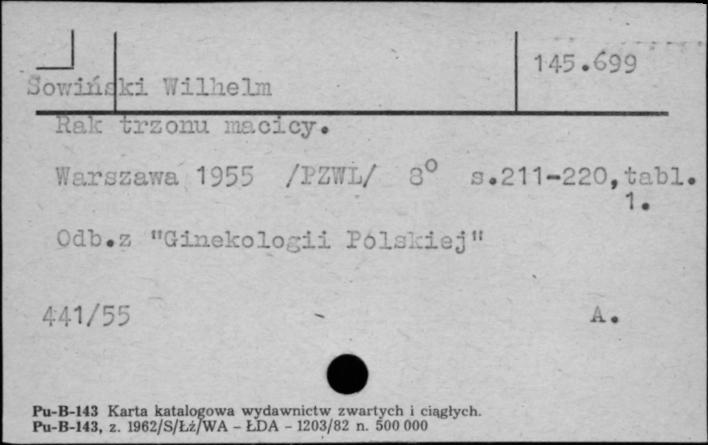 145.699
Sowiński Wilhelm
Rak trzonu macicy.
Warszawa 1955 /PZWL/ 8° s.211-220, tabl.
1.
Odb.z "Ginekologii Polskiej"
441/55 A.
Pu-B-143 Karta katalogowa wydawnictw zwartych i ciągłych.
Pu-B-143, z. 1962/S/Łż/WA - ŁDA - 1203/82 n. 500 000